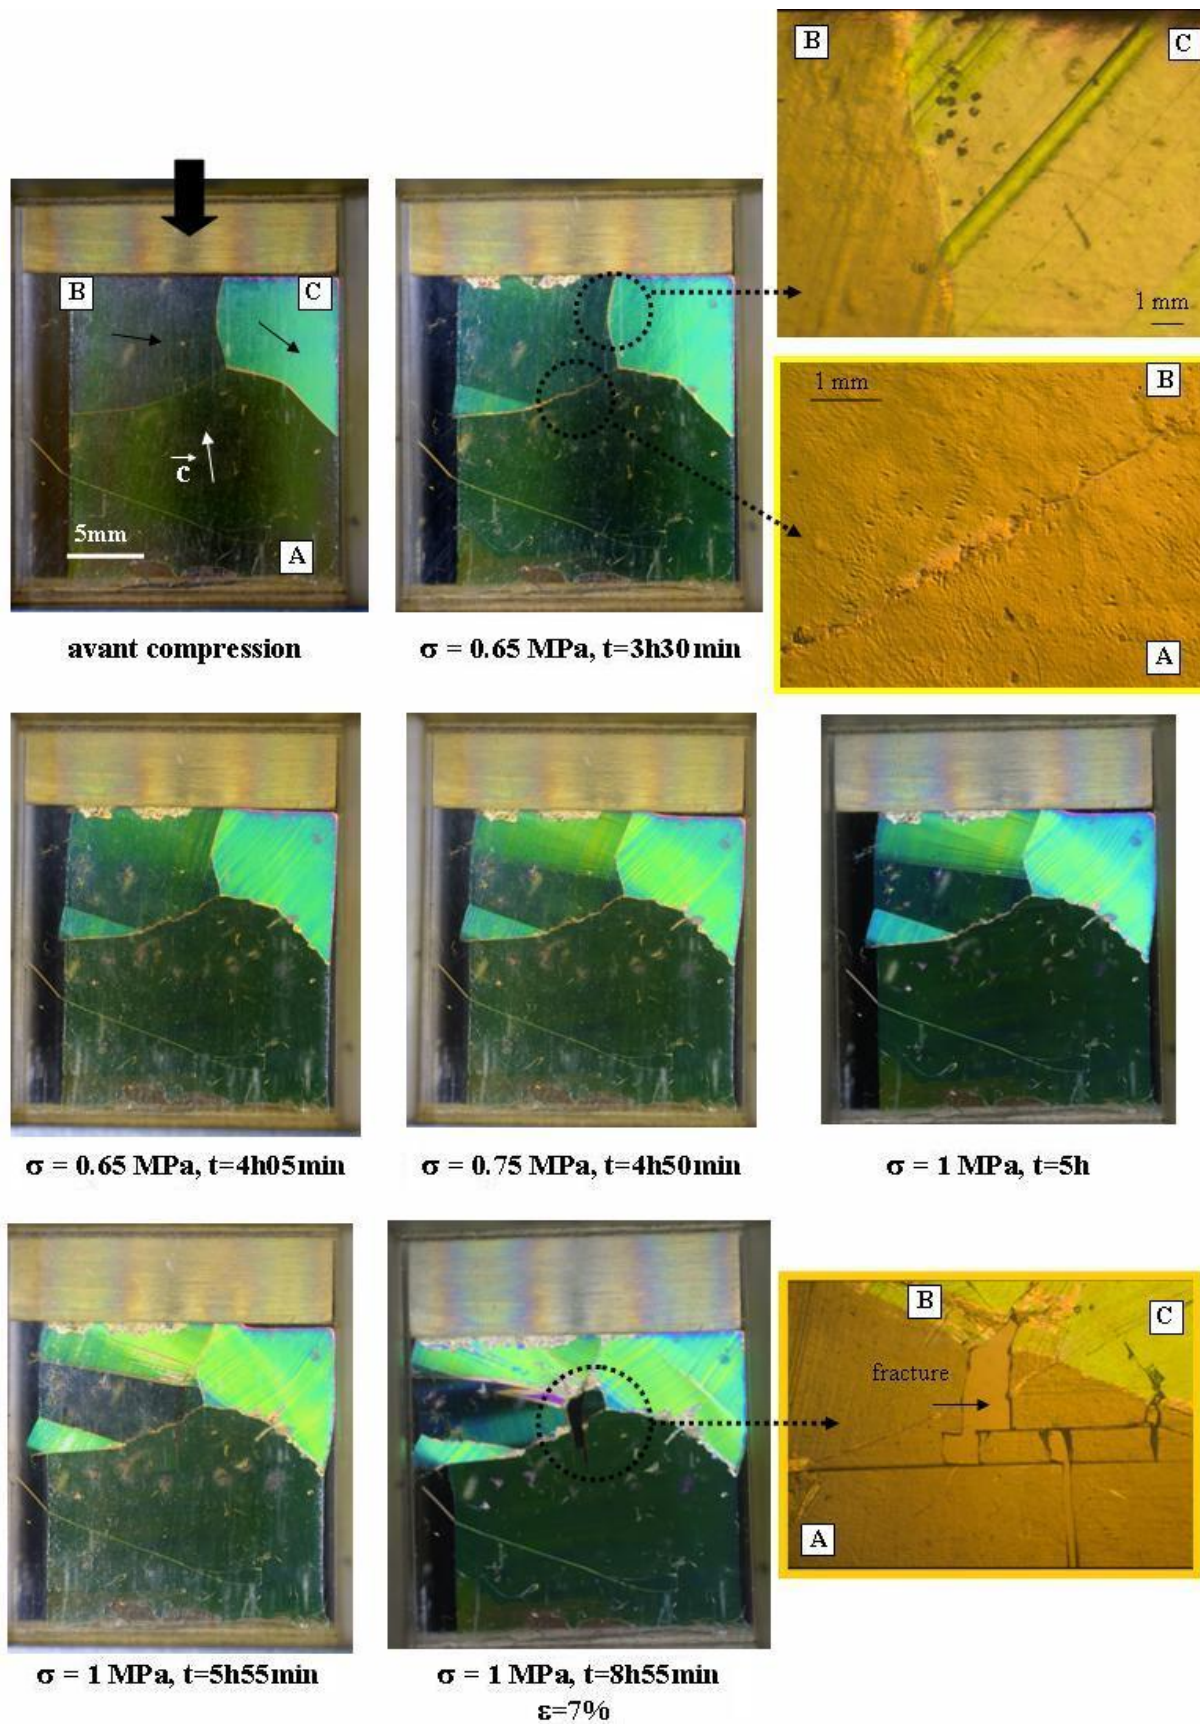 B
C
1 mm
B
C
C
5mm
A
1 mm
B
A
avant compression
σ = 0.65 MPa, t=3h30min
σ = 0.65 MPa, t=4h05min
σ = 0.75 MPa, t=4h50min
σ = 1 MPa, t=5h
B
C
fracture
A
σ = 1 MPa, t=5h55min
σ = 1 MPa, t=8h55min
ε=7%